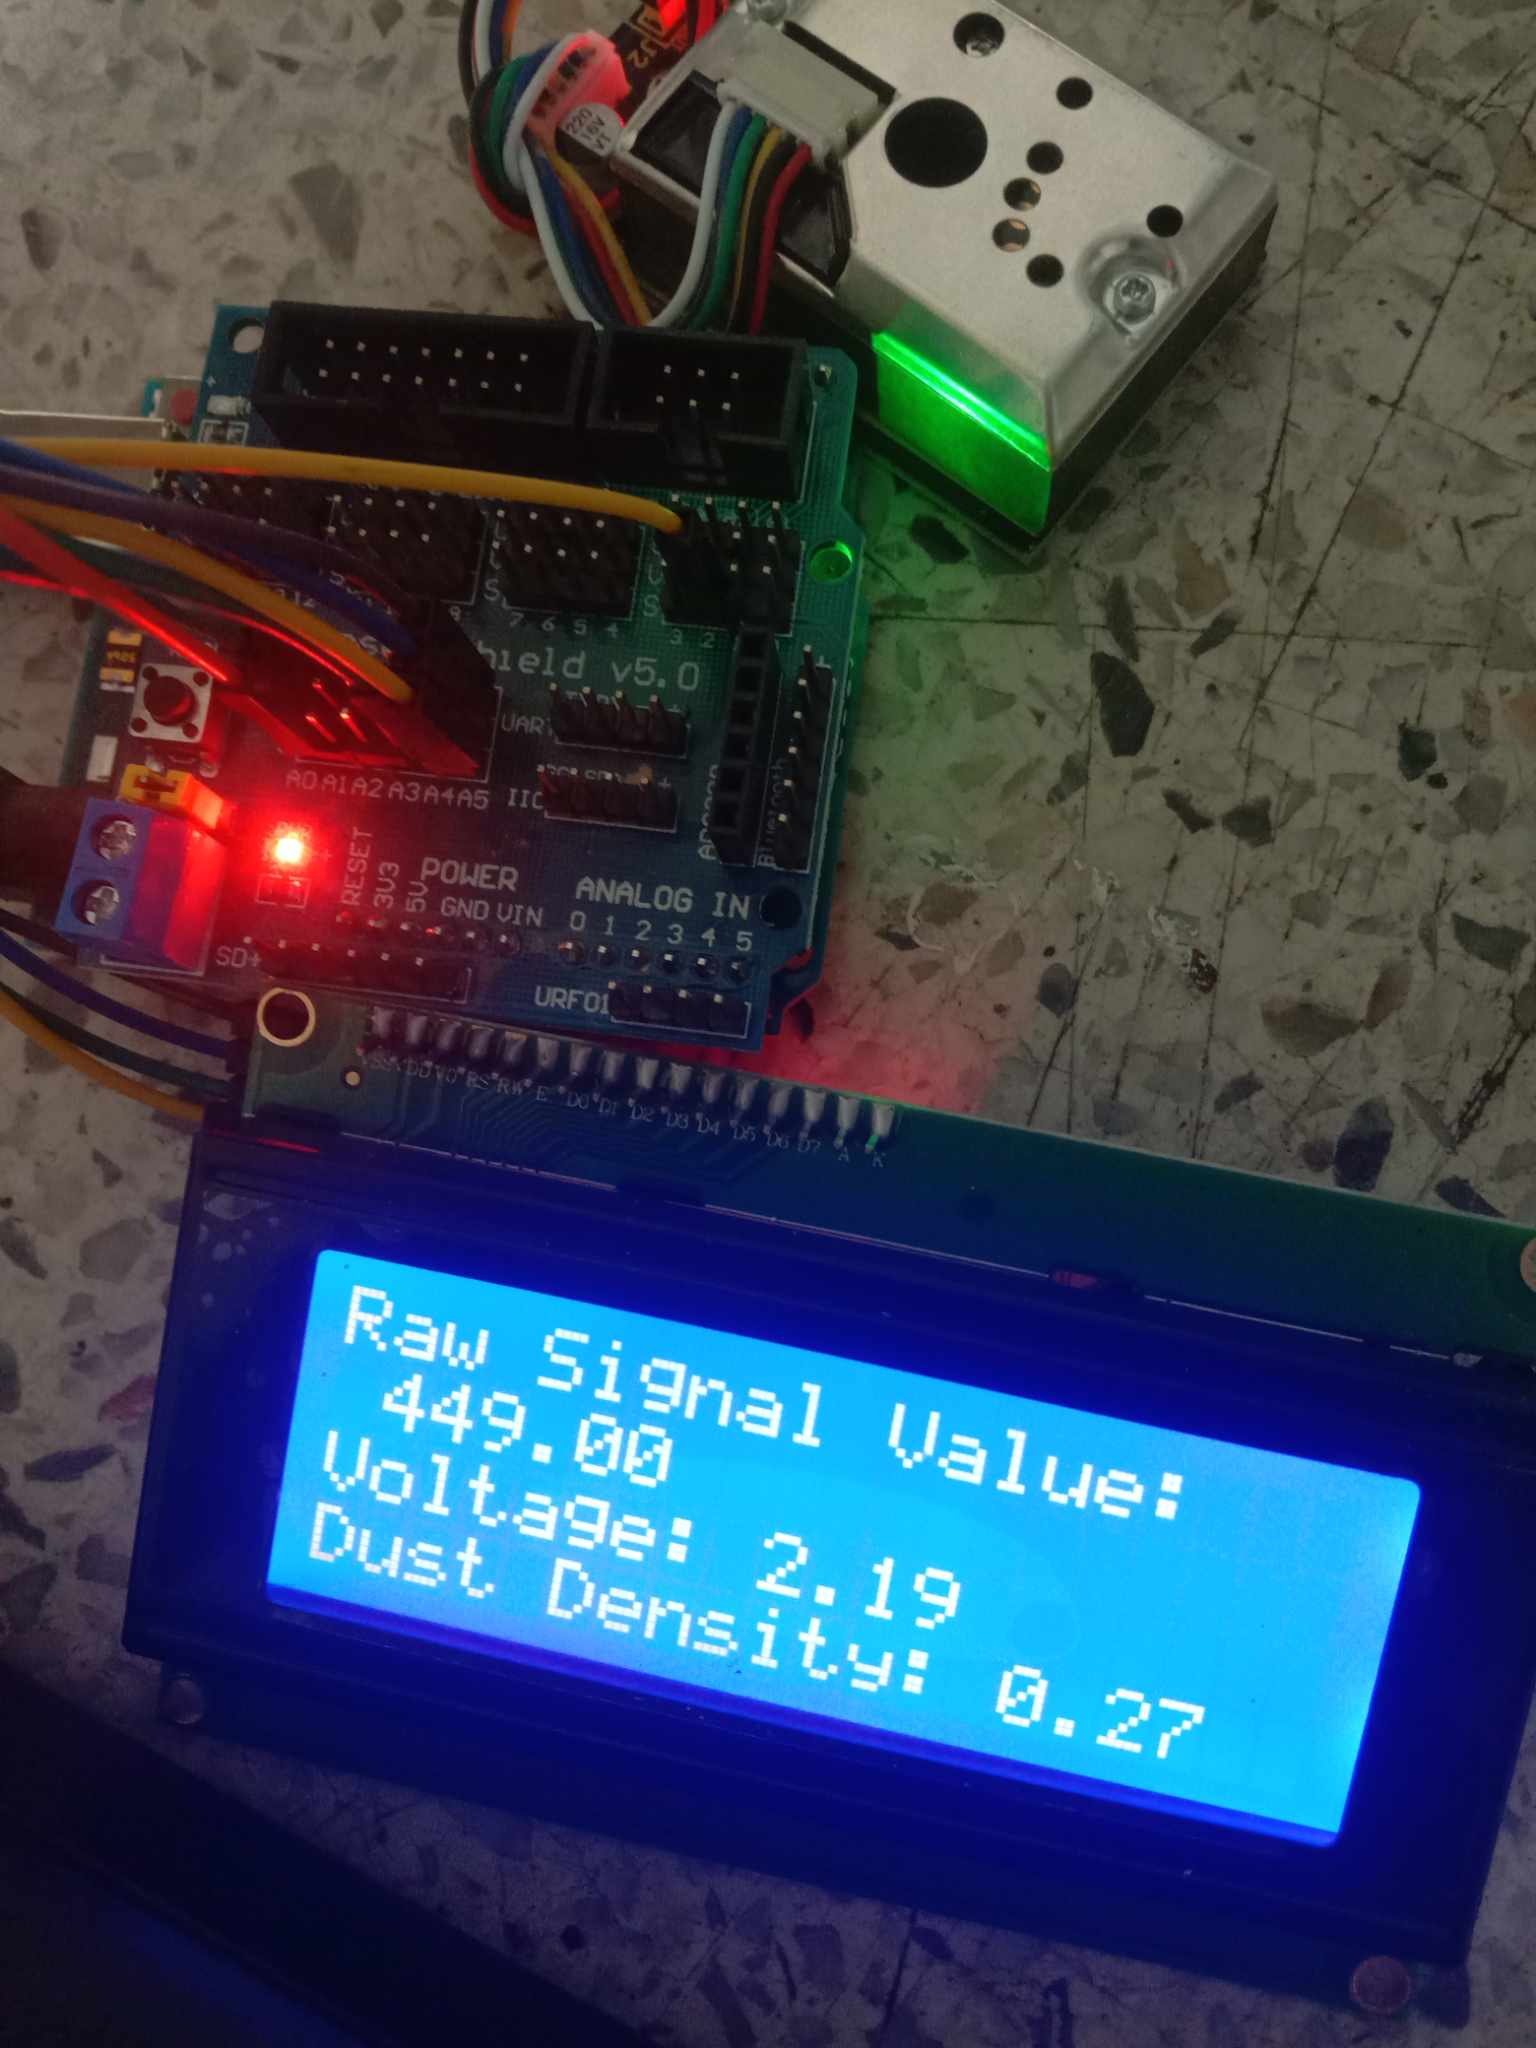 220
16V
VT
7 6 5 4
3 2
hield v5.0
UART
A0 A1 A2 A3 A4 A5
IIC
APC220
Bluetooth
RESET
3V3
5V
POWER
GND VIN
ANALOG IN
0 1 2 3 4 5
SD
URF01
VDD V0 RS RW E D0 D1 D2 D3 D4 D5 D6 D7 A K
Raw Signal Value:
449.00
Voltage: 2.19
Dust Density: 0.27